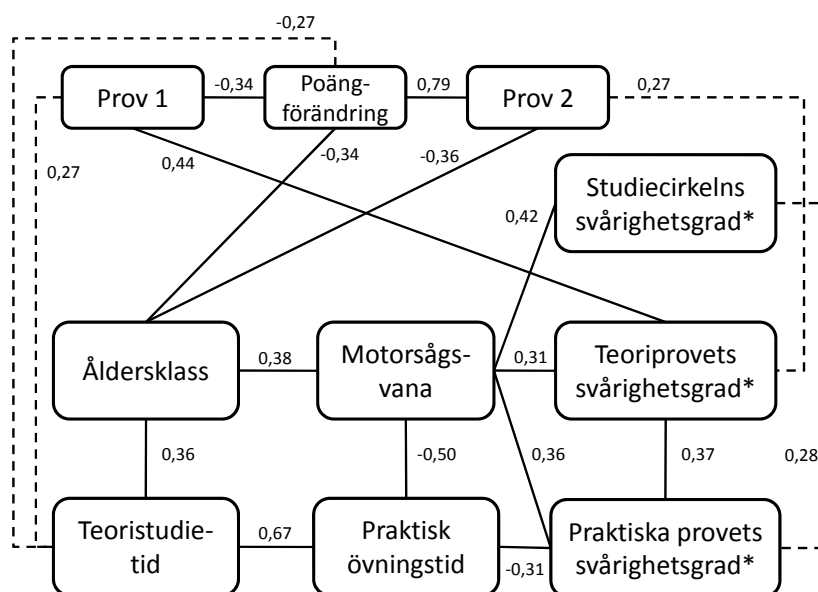 -0,27
Prov 1
-0,34
Poäng-
förändring
0,79
Prov 2
0,27
0,27
0,44
-0,34
-0,36
Studiecirkelns
svårighetsgrad*
0,42
Åldersklass
0,38
Motorsågs-
vana
0,31
Teoriprovets
svårighetsgrad*
0,36
-0,50
0,36
0,37
0,28
Teoristudie-
tid
0,67
Praktisk
övningstid
-0,31
Praktiska provets
svårighetsgrad*